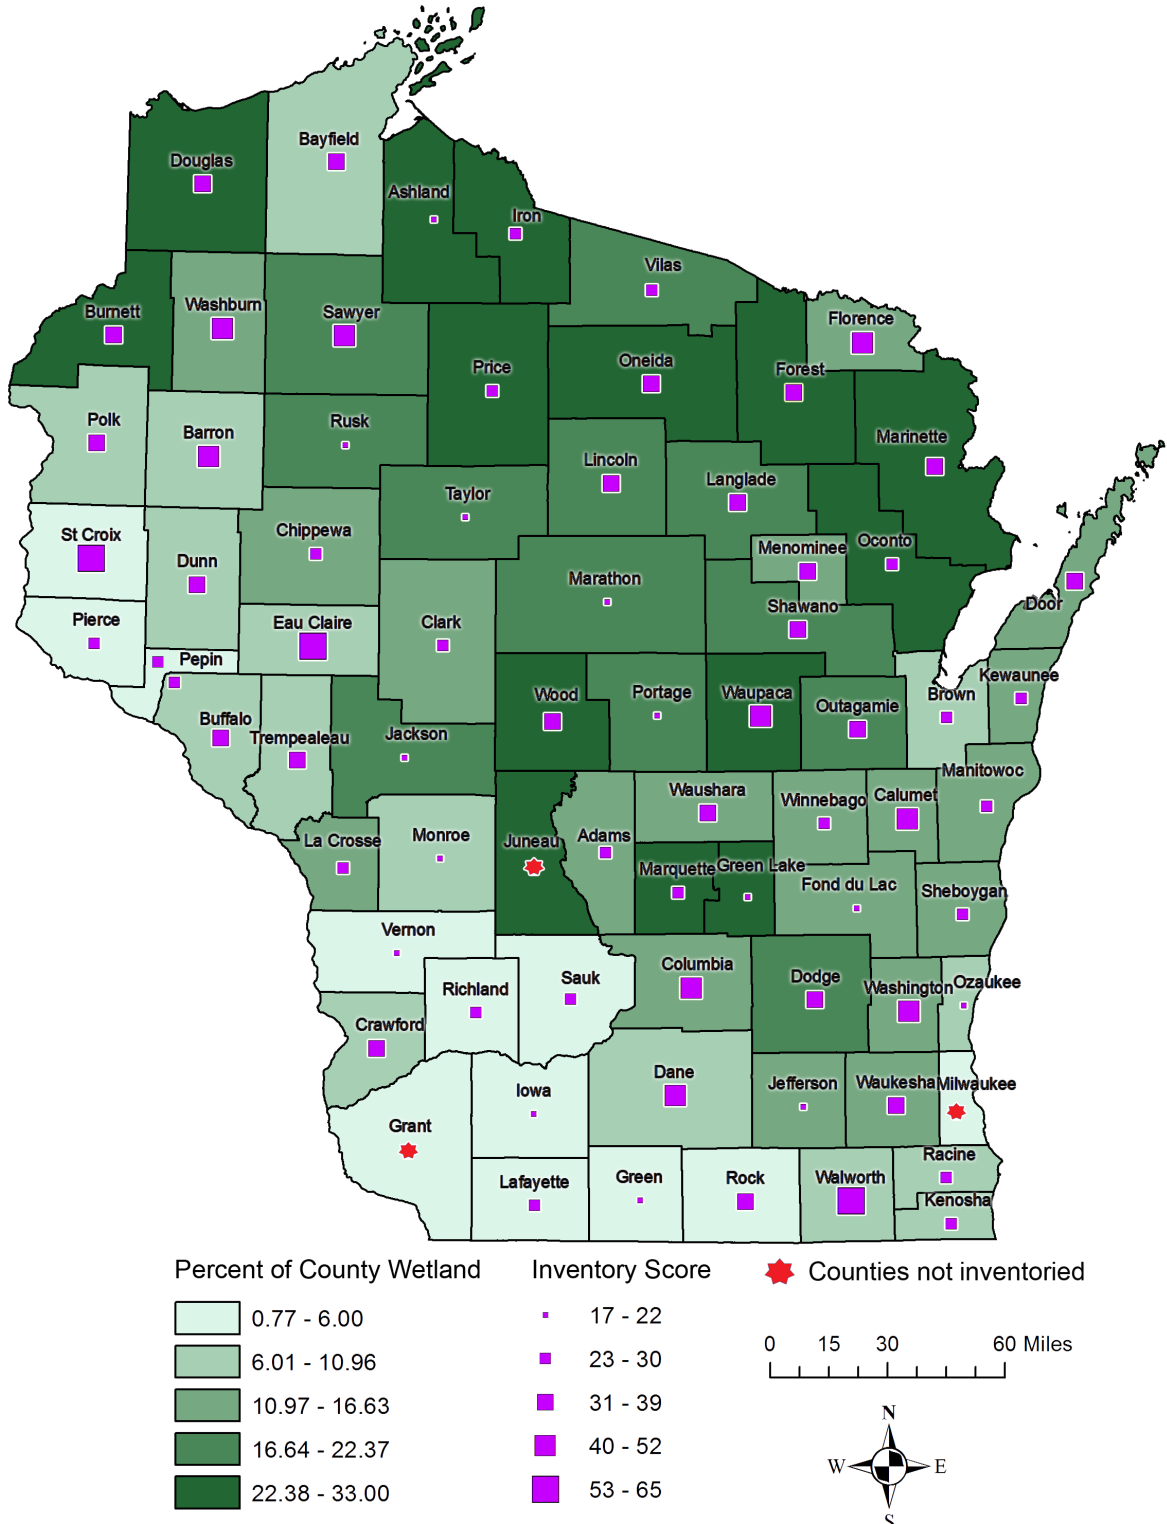 Bayfield
Douglas
Ashland
Iron
Vilas
Washburn
Burnett
Sawyer
Florence
Oneida
Price
Forest
Polk
Rusk
Barron
Marinette
Lincoln
Langlade
Taylor
Chippewa
St Croix
Oconto
Menominee
Dunn
Marathon
Door
Shawano
Pierce
Eau Claire
Clark
Pepin
Kewaunee
Wood
Portage
Waupaca
Brown
Outagamie
Buffalo
Trempealeau
Jackson
Manitowoc
Waushara
Calumet
Winnebago
Monroe
Adams
La Crosse
Juneau
Marquette
Green Lake
Fond du Lac
Sheboygan
Vernon
Columbia
Dodge
Sauk
Ozaukee
Richland
Washington
Crawford
Dane
Jefferson
Waukesha
Milwaukee
Iowa
Grant
Racine
Green
Rock
Walworth
Lafayette
Kenosha
Percent of County Wetland
0.77 - 6.00
6.01 - 10.96
10.97 - 16.63
16.64 - 22.37
22.38 - 33.00
Inventory Score
17 - 22
23 - 30
31 - 39
40 - 52
53 - 65
Counties not inventoried
0 15 30 60 Miles
N
W E
S